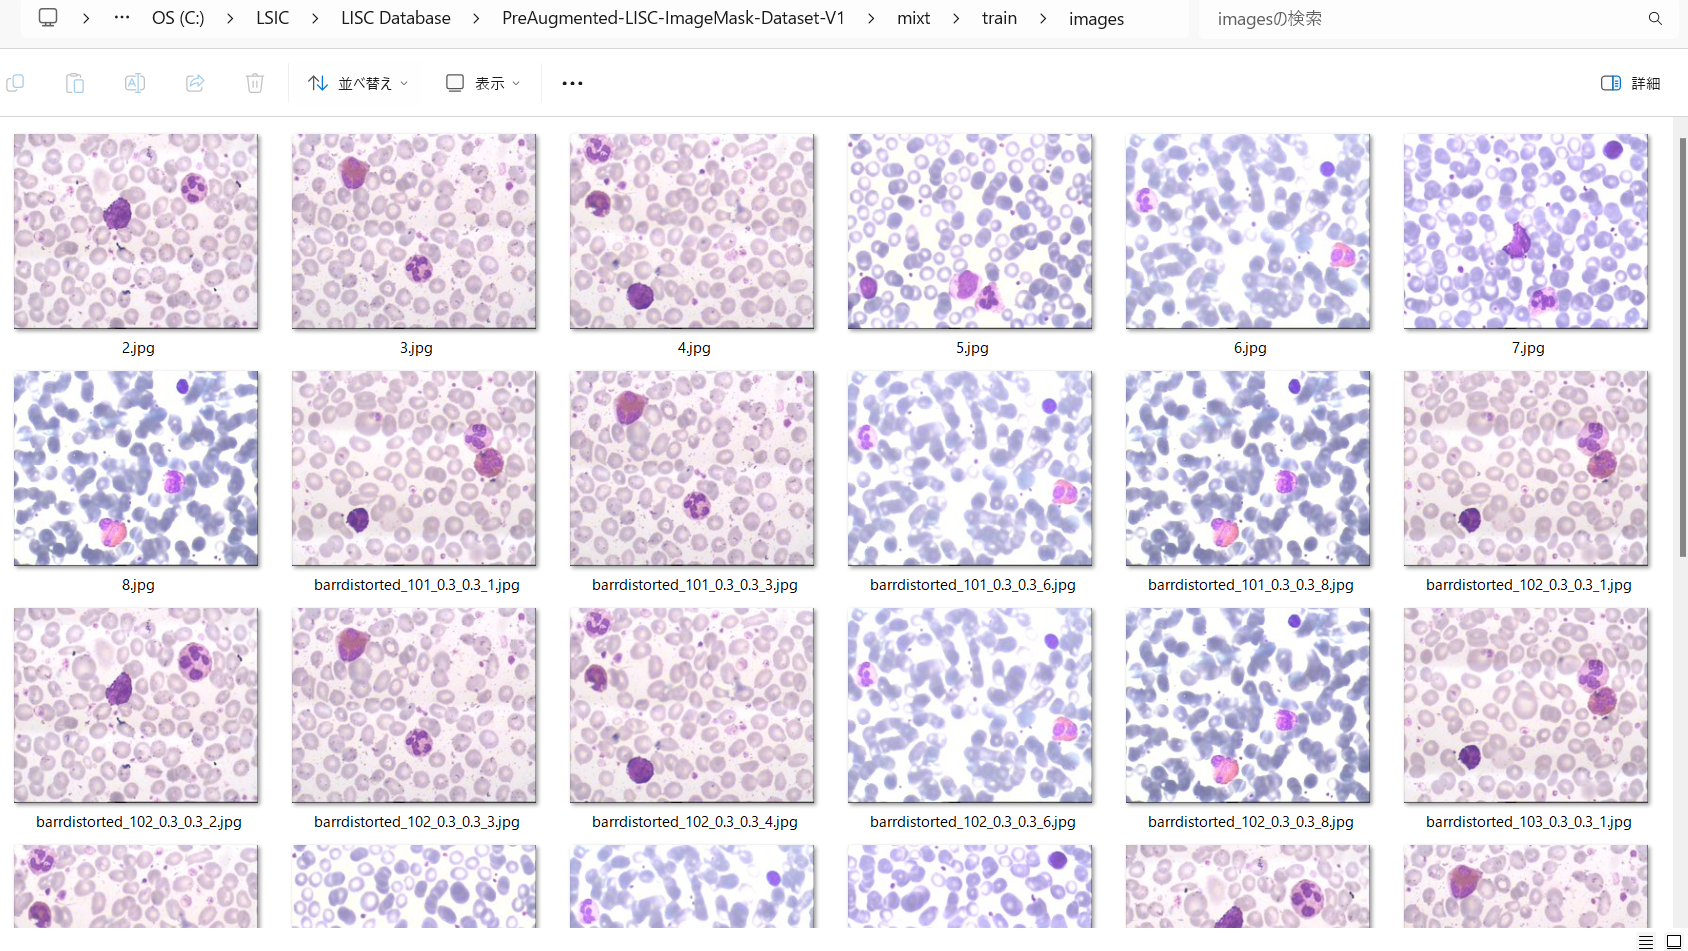 OS (C:) > LSIC > LISC Database > PreAugmented-LISC-ImageMask-Dataset-V1 > mixt > train > images
imagesの検索
並べ替え 表示 詳細
2.jpg 3.jpg 4.jpg 5.jpg 6.jpg 7.jpg
8.jpg barrdistorted_101_0.3_0.3_1.jpg barrdistorted_101_0.3_0.3_3.jpg barrdistorted_101_0.3_0.3_6.jpg barrdistorted_101_0.3_0.3_8.jpg barrdistorted_102_0.3_0.3_1.jpg
barrdistorted_102_0.3_0.3_2.jpg barrdistorted_102_0.3_0.3_3.jpg barrdistorted_102_0.3_0.3_4.jpg barrdistorted_102_0.3_0.3_6.jpg barrdistorted_102_0.3_0.3_8.jpg barrdistorted_103_0.3_0.3_1.jpg